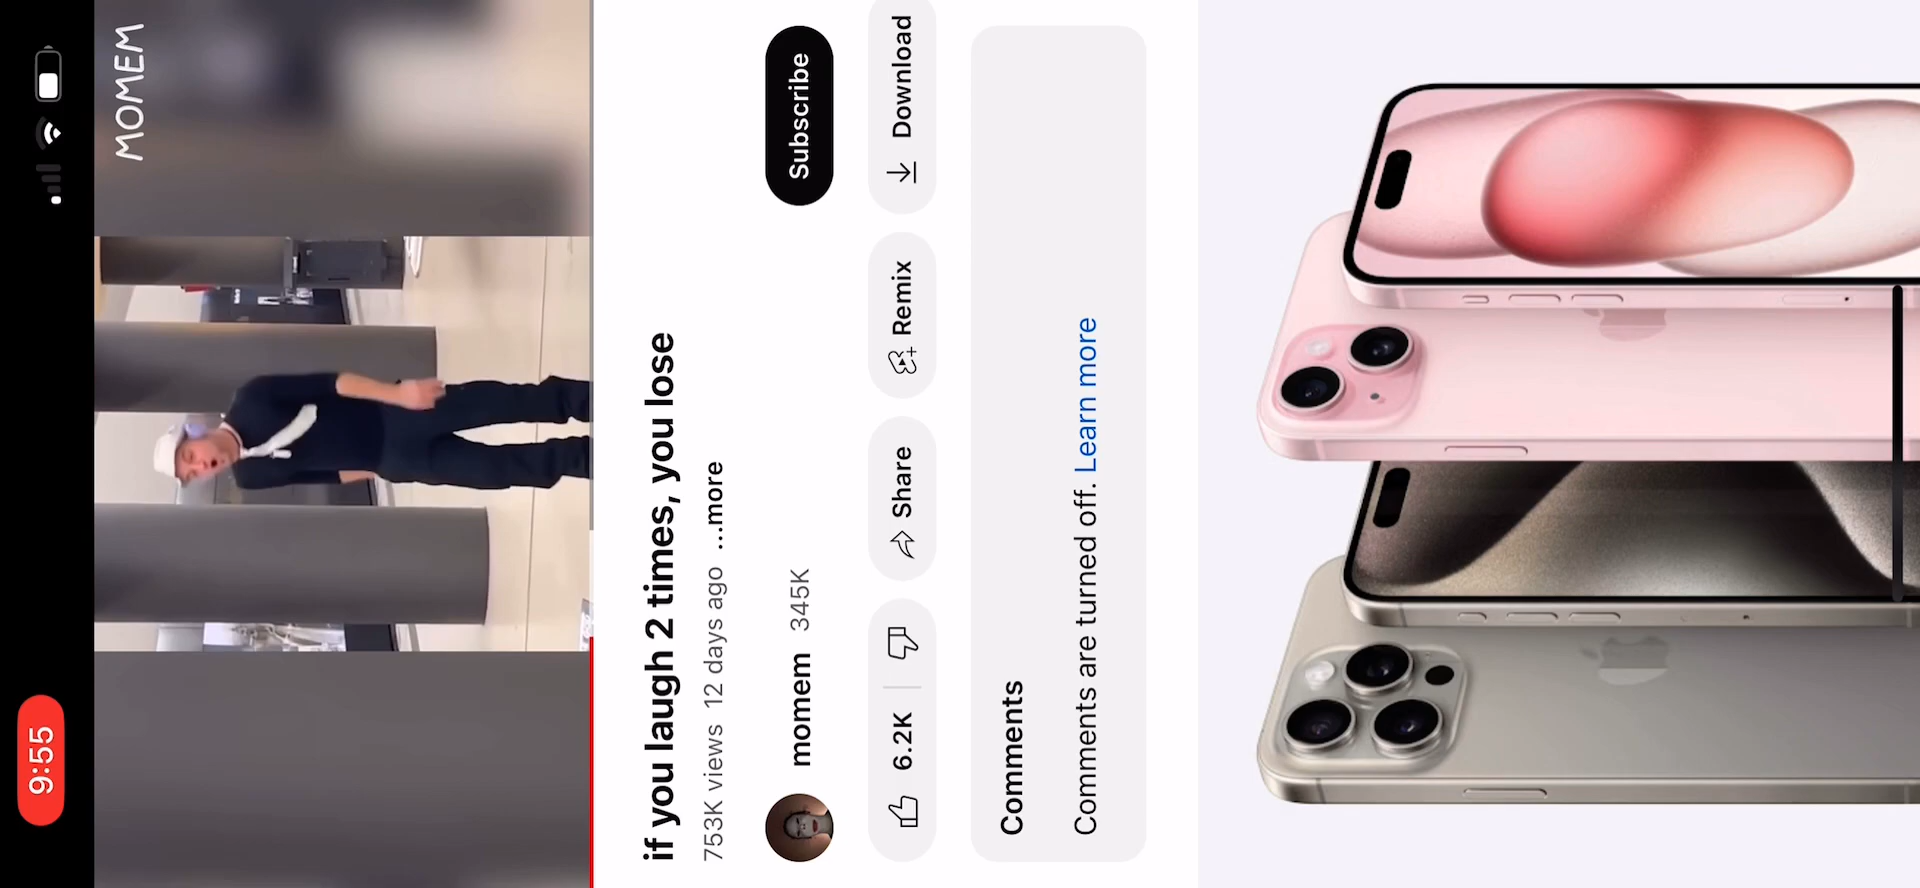 9:55
MOMEM
if you laugh 2 times, you lose
753K views 12 days ago ...more
momem 345K
Subscribe
6.2K
Share
Remix
Download
Comments
Comments are turned off. Learn more